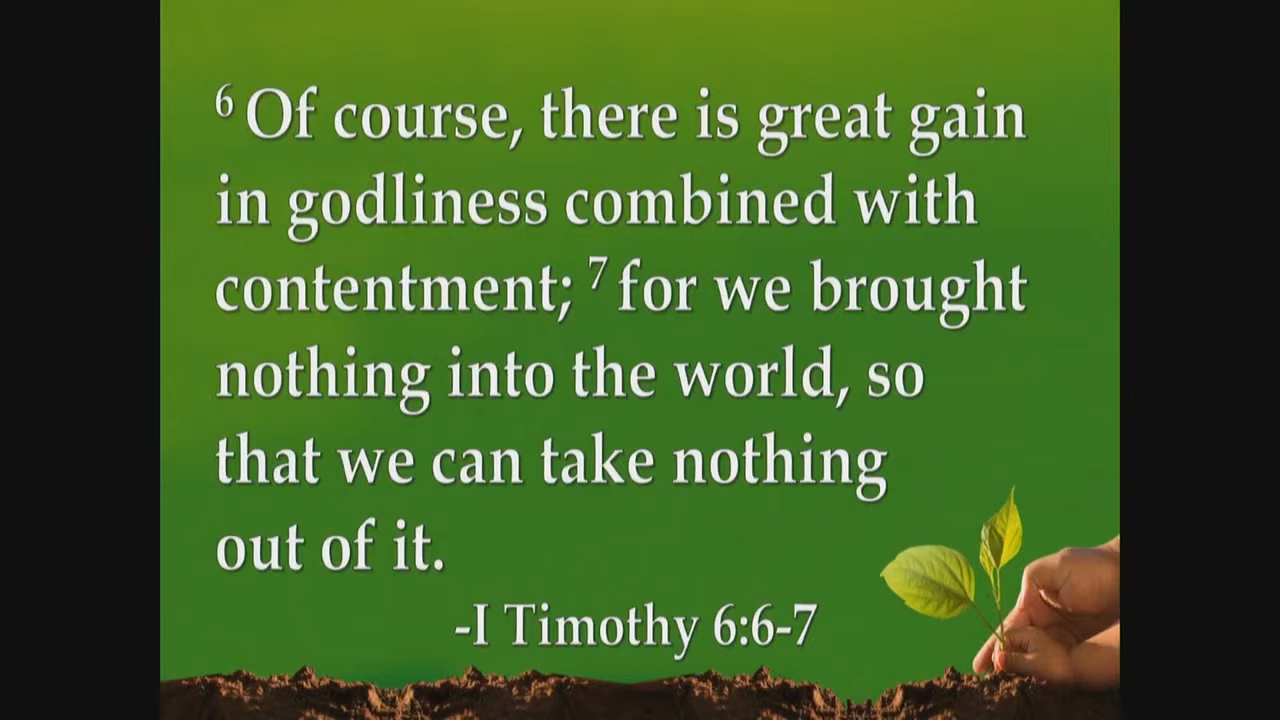 6 Of course, there is great gain
in godliness combined with
contentment; 7 for we brought
nothing into the world, so
that we can take nothing
out of it.
-I Timothy 6:6-7